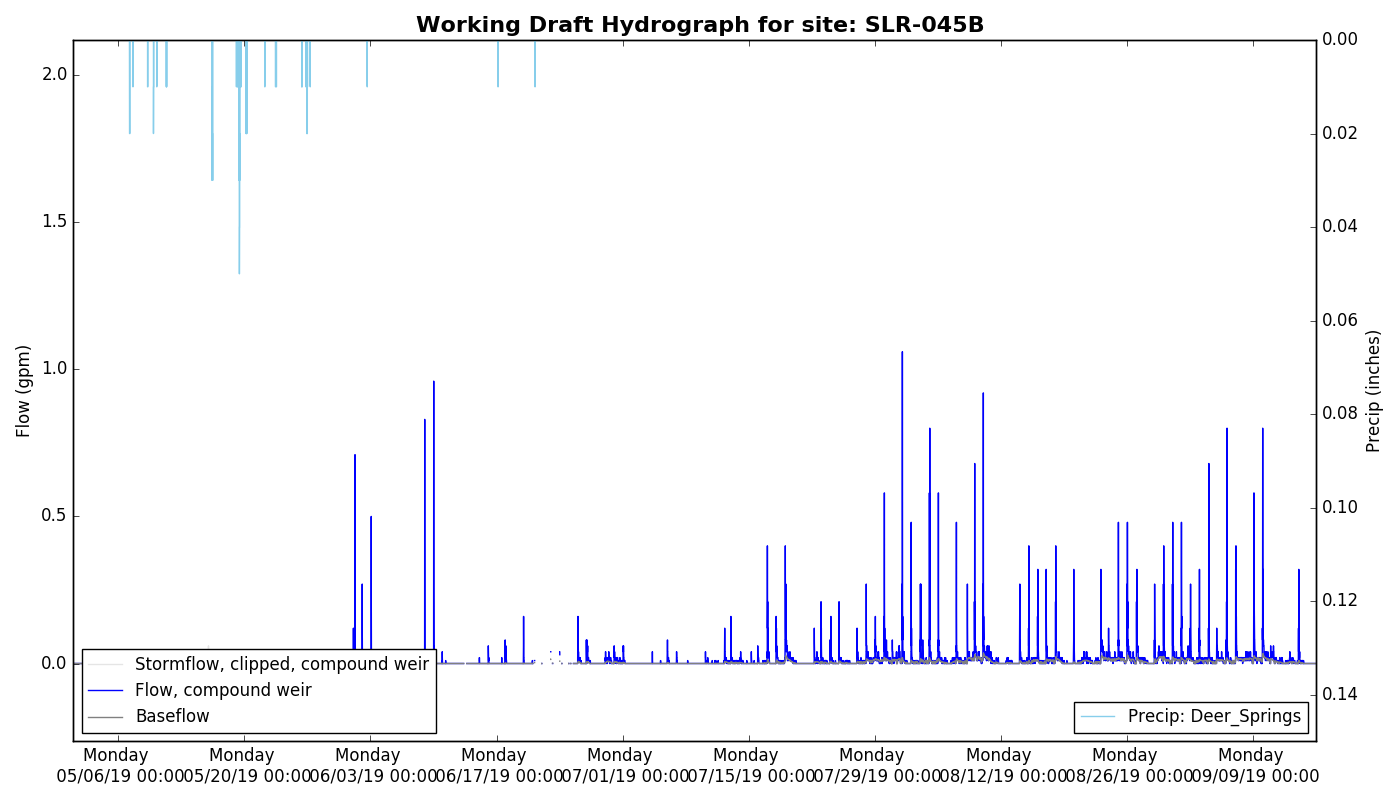 Working Draft Hydrograph for site: SLR-045B
2.0
1.5
1.0
0.5
0.0
Flow (gpm)
0.00
0.02
0.04
0.06
0.08
0.10
0.12
0.14
Precip (inches)
Stormflow, clipped, compound weir
Flow, compound weir
Baseflow
Precip: Deer_Springs
Monday Monday Monday Monday Monday Monday Monday Monday Monday Monday
05/06/19 00:00 05/20/19 00:00 06/03/19 00:00 06/17/19 00:00 07/01/19 00:00 07/15/19 00:00 07/29/19 00:00 08/12/19 00:00 08/26/19 00:00 09/09/19 00:00